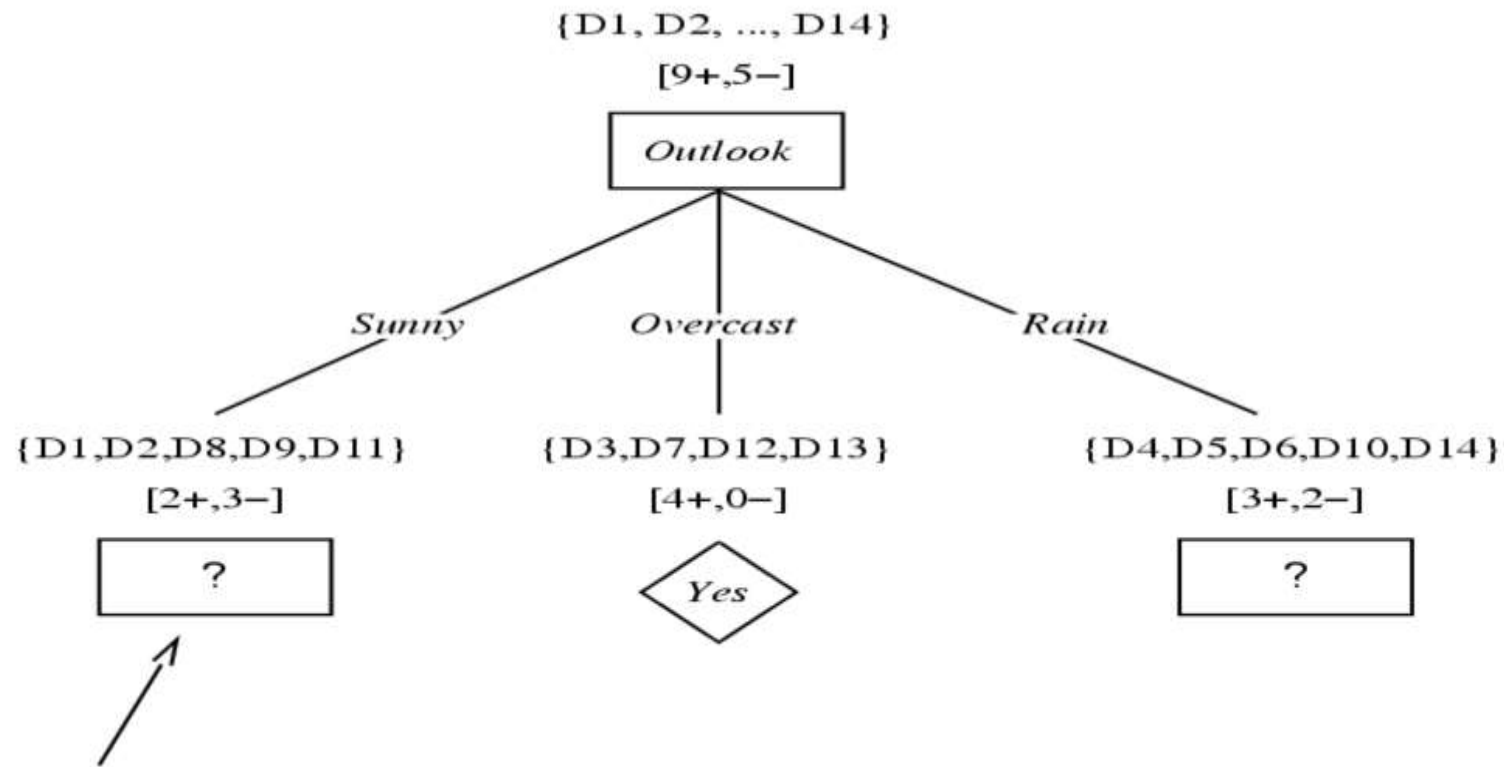 {D1, D2, ..., D14}
[9+,5−]
Outlook
Sunny
Overcast
Rain
{D1,D2,D8,D9,D11}
{D3,D7,D12,D13}
{D4,D5,D6,D10,D14}
[2+,3−]
[4+,0−]
[3+,2−]
?
Yes
?